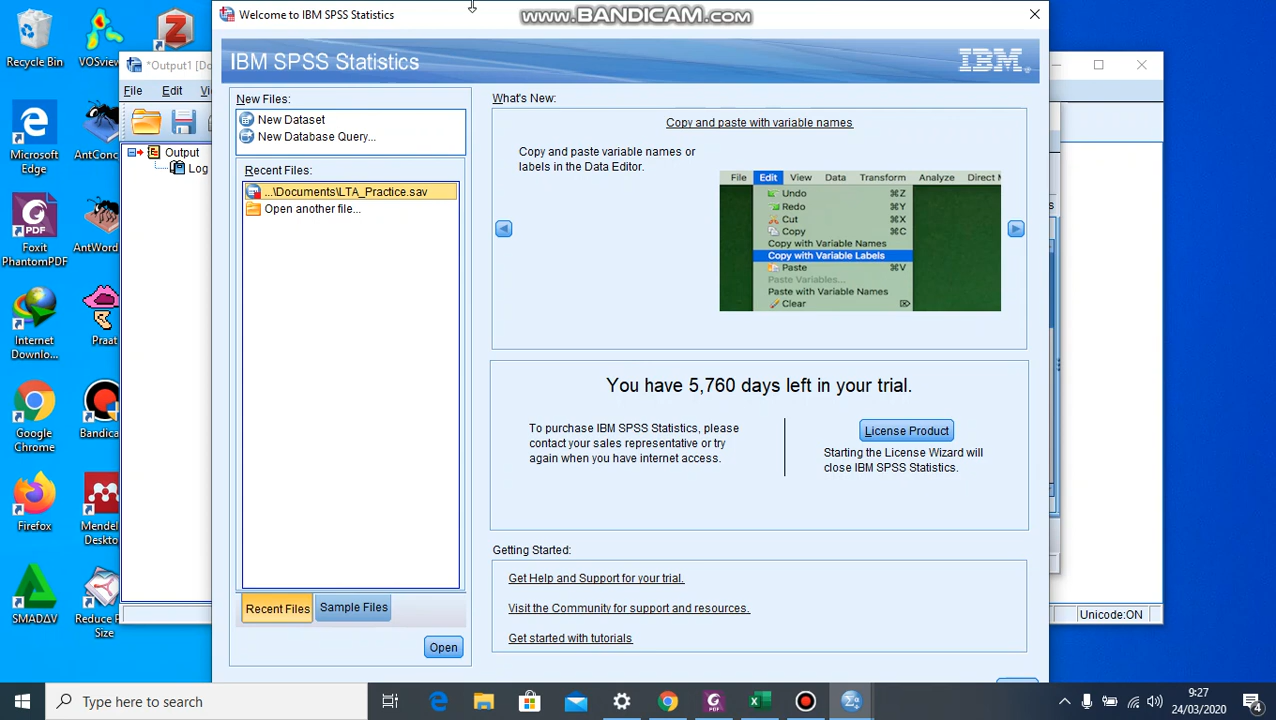 Welcome to IBM SPSS Statistics
www.BANDICAM.com
Recycle Bin
VOSview
*Output1 [Do
IBM SPSS Statistics
IBM.
File Edit Vi
New Files:
New Dataset
New Database Query...
Output
Log
Recent Files:
...\Documents\LTA_Practice.sav
Open another file...
What's New:
Copy and paste with variable names
Copy and paste variable names or
labels in the Data Editor.
File Edit View Data Transform Analyze Direct M
Undo ⌘Z
Redo ⌘Y
Cut ⌘X
Copy ⌘C
Copy with Variable Names
Copy with Variable Labels
Paste ⌘V
Paste Variables...
Paste with Variable Names
Clear
You have 5,760 days left in your trial.
To purchase IBM SPSS Statistics, please
contact your sales representative or try
again when you have internet access.
License Product
Starting the License Wizard will
close IBM SPSS Statistics.
Getting Started:
Get Help and Support for your trial.
Visit the Community for support and resources.
Get started with tutorials
Recent Files
Sample Files
Open
Microsoft
Edge
AntConc
Foxit
PhantomPDF
AntWord
Internet
Downlo...
Praat
Google
Chrome
Bandica
Firefox
Mendel
Deskto
SMADΔV
Reduce P
Size
Unicode:ON
Type here to search
9:27
24/03/2020
4